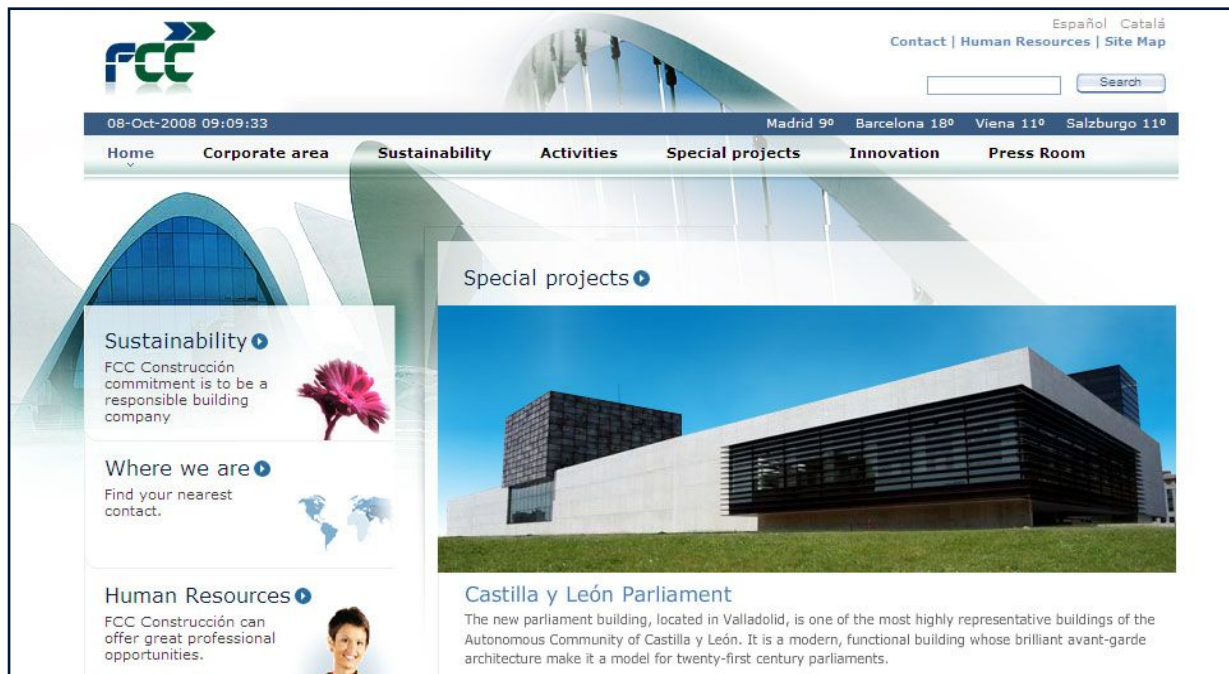 FCC
Español Catalá
Contact | Human Resources | Site Map
Search
08-Oct-2008 09:09:33 Madrid 9º Barcelona 18º Viena 11º Salzburgo 11º
Home Corporate area Sustainability Activities Special projects Innovation Press Room
Special projects
Sustainability
FCC Construcción
commitment is to be a
responsible building
company
Where we are
Find your nearest
contact.
Human Resources
FCC Construcción can
offer great professional
opportunities.
Castilla y León Parliament
The new parliament building, located in Valladolid, is one of the most highly representative buildings of the
Autonomous Community of Castilla y León. It is a modern, functional building whose brilliant avant-garde
architecture make it a model for twenty-first century parliaments.